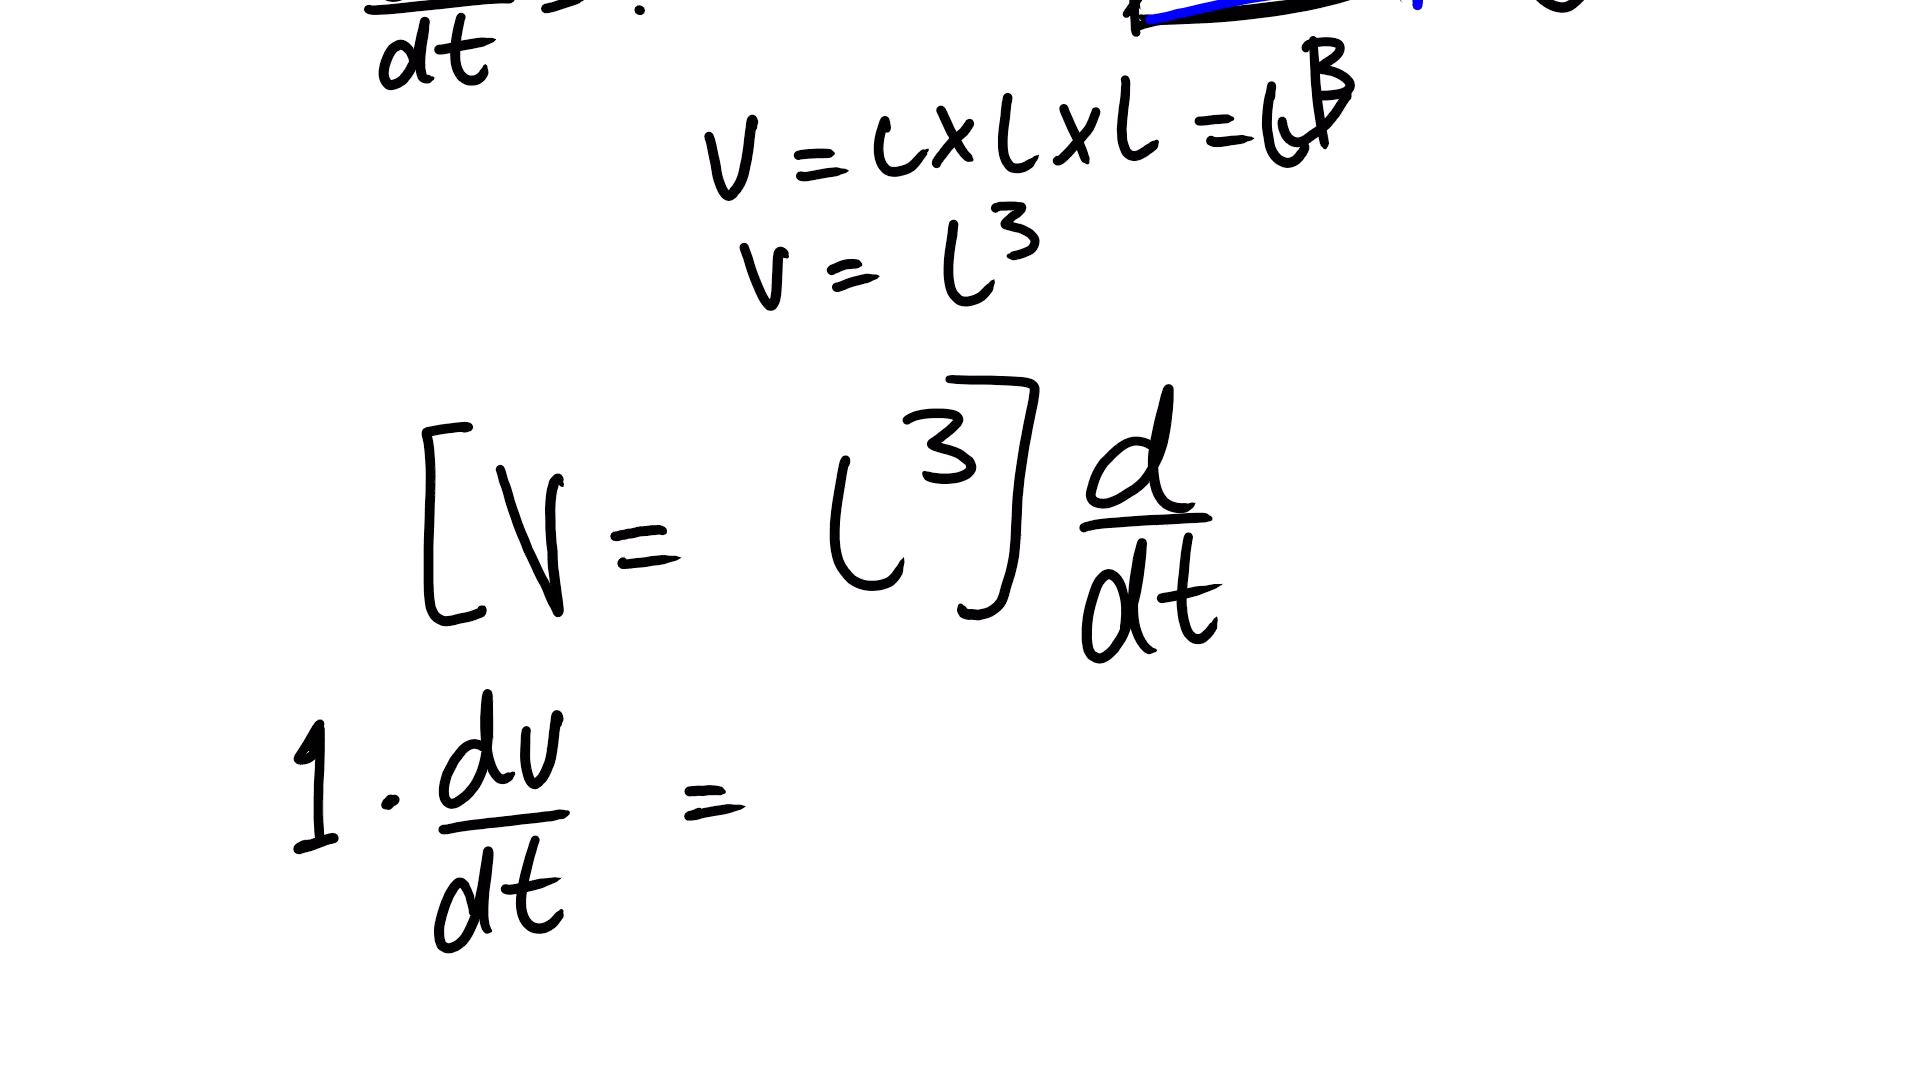 dt = .
V = L x L x L = L³
V = L³
[V = L³] d/dt
1 · dv/dt =